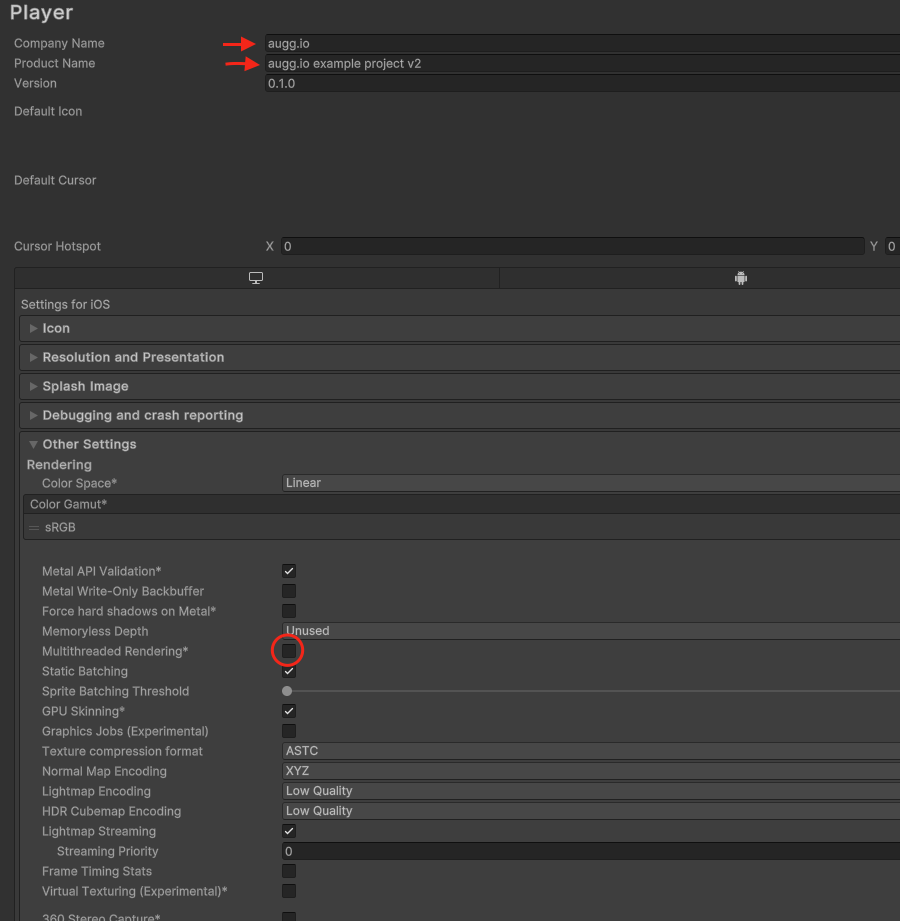 Player
Company Name augg.io
Product Name augg.io example project v2
Version 0.1.0
Default Icon
Default Cursor
Cursor Hotspot X 0 Y 0
Settings for iOS
Icon
Resolution and Presentation
Splash Image
Debugging and crash reporting
Other Settings
Rendering
Color Space* Linear
Color Gamut*
sRGB
Metal API Validation*
Metal Write-Only Backbuffer
Force hard shadows on Metal*
Memoryless Depth Unused
Multithreaded Rendering*
Static Batching
Sprite Batching Threshold
GPU Skinning*
Graphics Jobs (Experimental)
Texture compression format ASTC
Normal Map Encoding XYZ
Lightmap Encoding Low Quality
HDR Cubemap Encoding Low Quality
Lightmap Streaming
Streaming Priority 0
Frame Timing Stats
Virtual Texturing (Experimental)*
360 Stereo Capture*